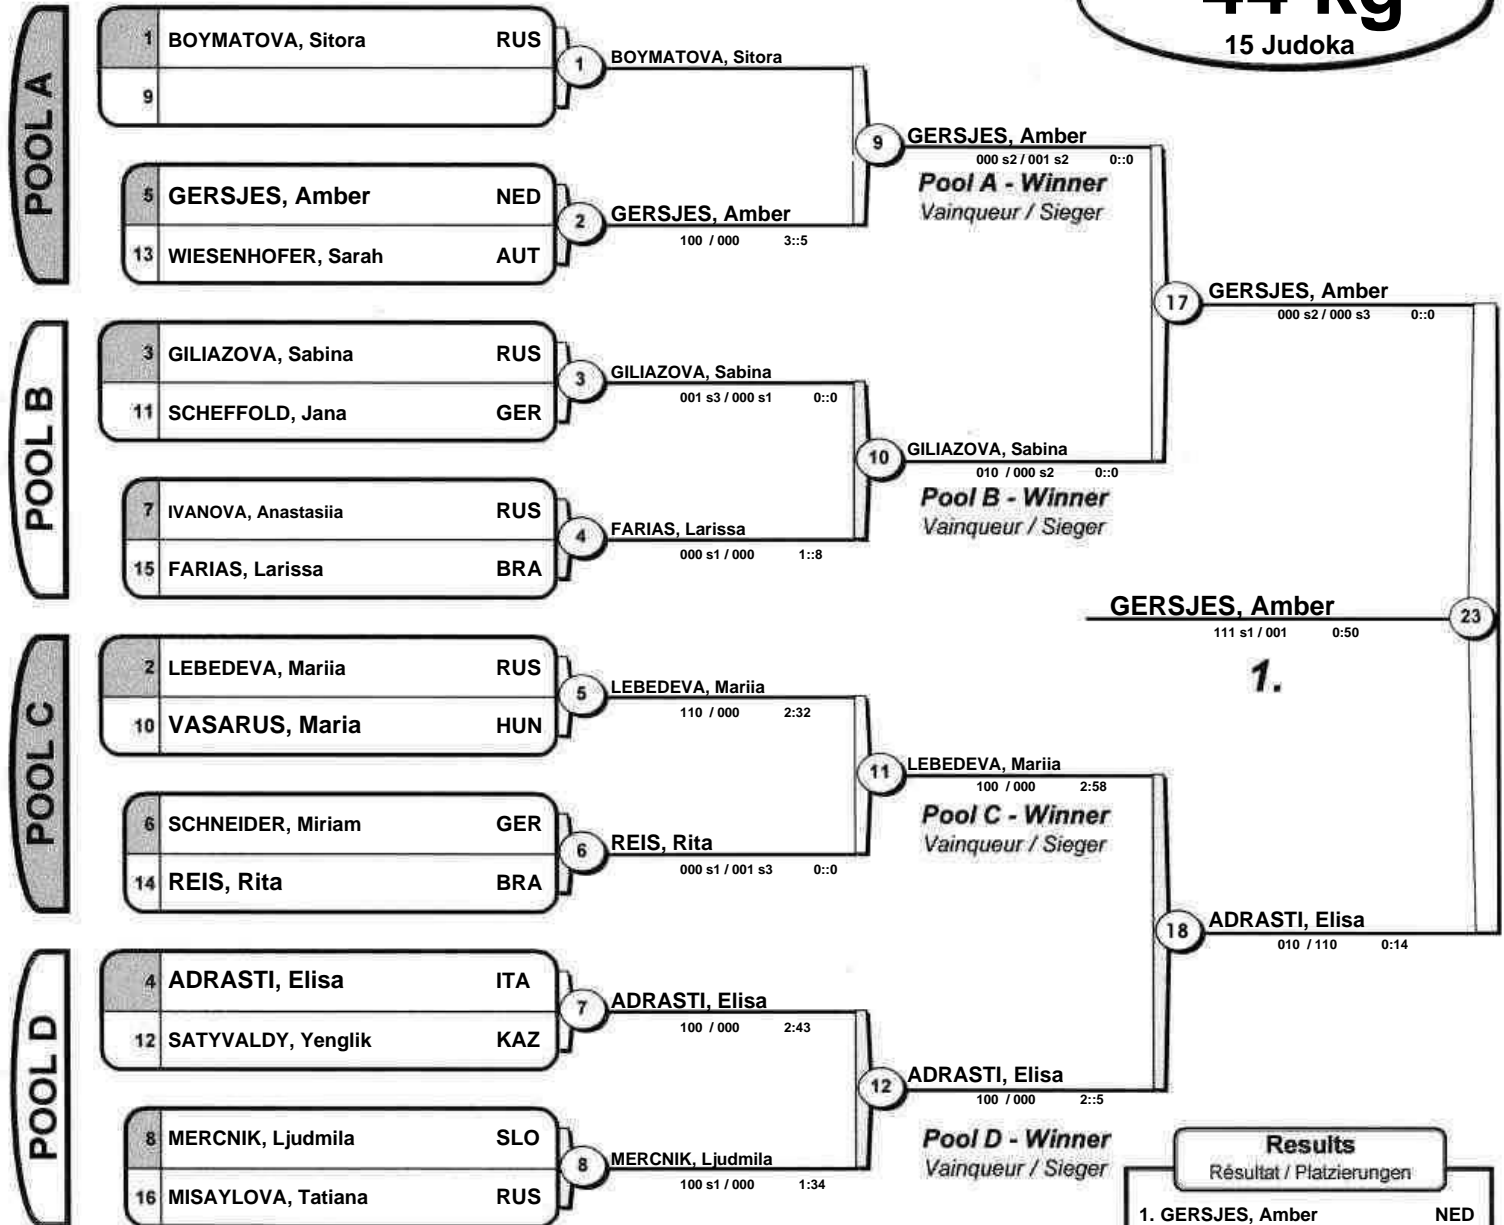 44 kg
15 Judoka
POOL A
1 BOYMATOVA, Sitora RUS
9
1
BOYMATOVA, Sitora
5 GERSJES, Amber NED
13 WIESENHOFER, Sarah AUT
2
GERSJES, Amber
100 / 000 3::5
9
GERSJES, Amber
000 s2 / 001 s2 0::0
Pool A - Winner
Vainqueur / Sieger
POOL B
3 GILIAZOVA, Sabina RUS
11 SCHEFFOLD, Jana GER
3
GILIAZOVA, Sabina
001 s3 / 000 s1 0::0
7 IVANOVA, Anastasiia RUS
15 FARIAS, Larissa BRA
4
FARIAS, Larissa
000 s1 / 000 1::8
10
GILIAZOVA, Sabina
010 / 000 s2 0::0
Pool B - Winner
Vainqueur / Sieger
17
GERSJES, Amber
000 s2 / 000 s3 0::0
POOL C
2 LEBEDEVA, Mariia RUS
10 VASARUS, Maria HUN
5
LEBEDEVA, Mariia
110 / 000 2:32
6 SCHNEIDER, Miriam GER
14 REIS, Rita BRA
6
REIS, Rita
000 s1 / 001 s3 0::0
11
LEBEDEVA, Mariia
100 / 000 2:58
Pool C - Winner
Vainqueur / Sieger
POOL D
4 ADRASTI, Elisa ITA
12 SATYVALDY, Yenglik KAZ
7
ADRASTI, Elisa
100 / 000 2:43
8 MERCNIK, Ljudmila SLO
16 MISAYLOVA, Tatiana RUS
8
MERCNIK, Ljudmila
100 s1 / 000 1:34
12
ADRASTI, Elisa
100 / 000 2::5
Pool D - Winner
Vainqueur / Sieger
18
ADRASTI, Elisa
010 / 110 0:14
23
GERSJES, Amber
111 s1 / 001 0:50
1.
Results
Résultat / Platzierungen
1. GERSJES, Amber NED